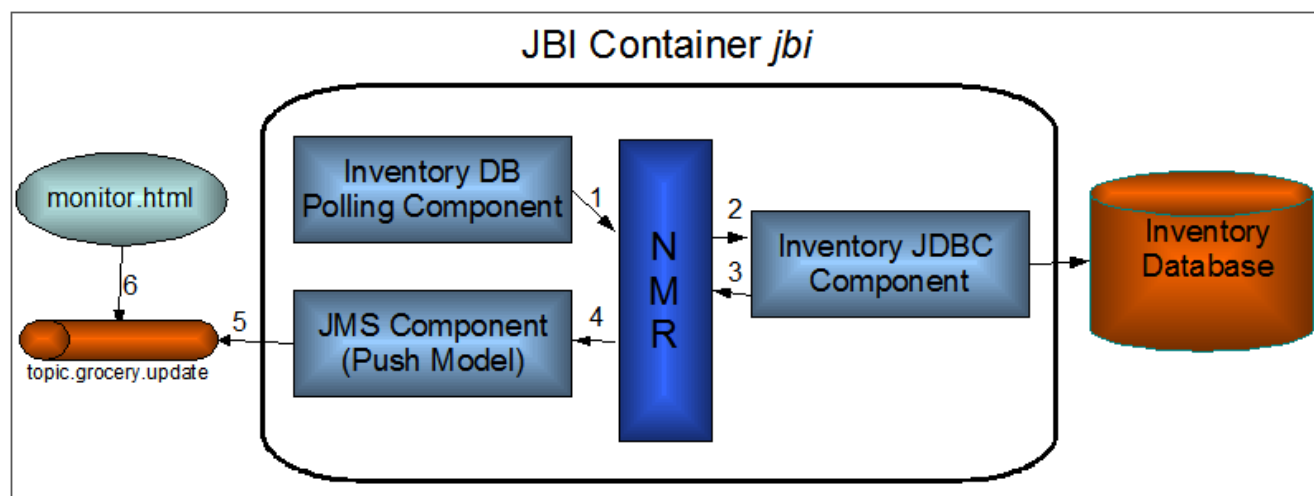 JBI Container jbi
Inventory DB
Polling Component
1
monitor.html
6
topic.grocery.update
5
JMS Component
(Push Model)
4
N
M
R
2
3
Inventory JDBC
Component
Inventory
Database